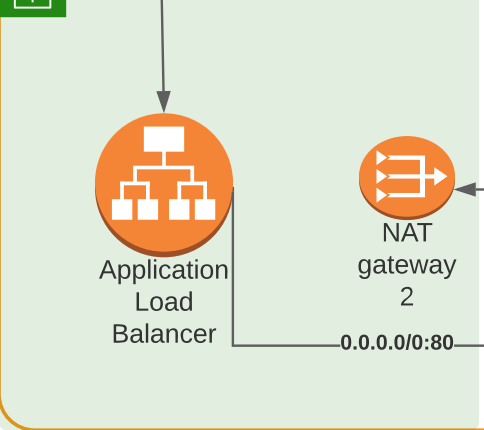 Application
Load
Balancer
NAT
gateway
2
0.0.0.0/0:80